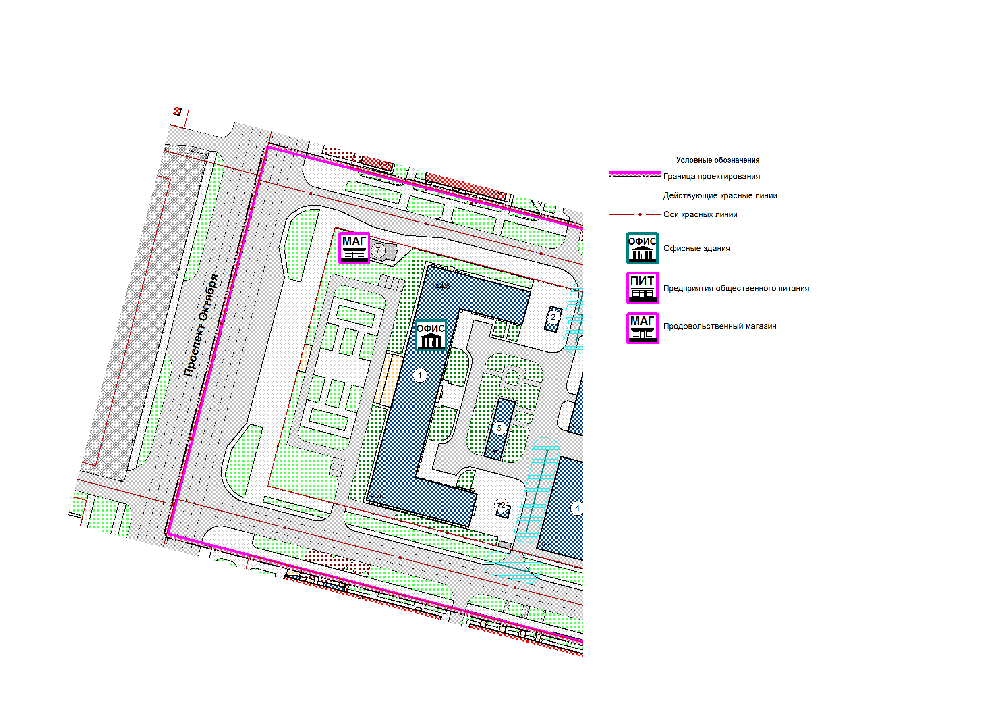 6 эт.
4 эт.
МАГ
7
144/3
2
ОФИС
1
Проспект Октября
5
1 эт.
3 эт
4 эт.
12
4
3 эт.
Условные обозначения
Граница проектирования
Действующие красные линии
Оси красных линии
ОФИС
Офисные здания
ПИТ
Предприятия общественного питания
МАГ
Продовольственный магазин